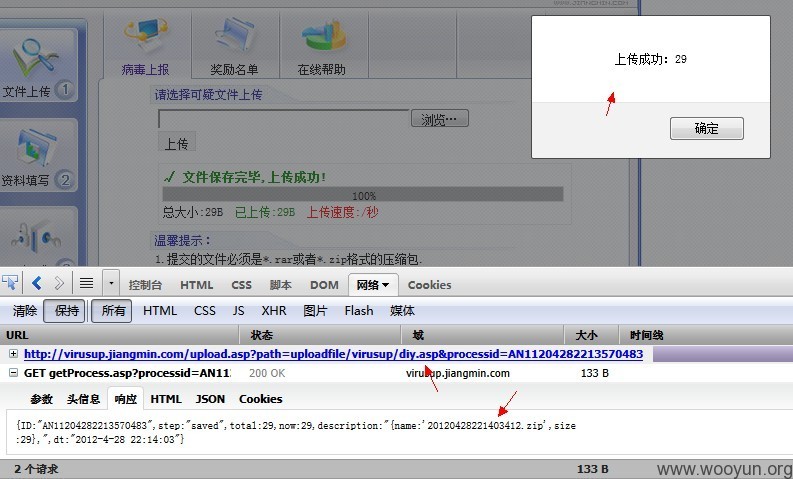 WWW.JIANGMIN.COM
病毒上报 奖励名单 在线帮助
文件上传 1
资料填写 2
请选择可疑文件上传
浏览…
上传
✓ 文件保存完毕,上传成功!
100%
总大小:29B 已上传:29B 上传速度:/秒
温馨提示：
1.提交的文件必须是*.rar或者*.zip格式的压缩包.
上传成功：29
确定
控制台 HTML CSS 脚本 DOM 网络 Cookies
清除 保持 所有 HTML CSS JS XHR 图片 Flash 媒体
URL 状态 域 大小 时间线
http://virusup.jiangmin.com/upload.asp?path=uploadfile/virusup/diy.asp&processid=AN11204282213570483
GET getProcess.asp?processid=AN11 200 OK virusup.jiangmin.com 133 B
参数 头信息 响应 HTML JSON Cookies
{ID:"AN11204282213570483",step:"saved",total:29,now:29,description:"{name:'20120428221403412.zip',size
:29},",dt:"2012-4-28 22:14:03"}
2 个请求 133 B
www.wooyun.org